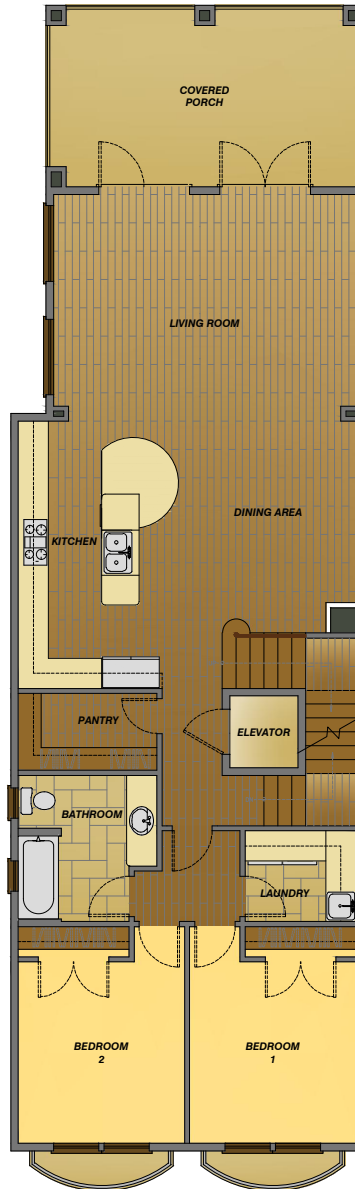 COVERED
PORCH
LIVING ROOM
DINING AREA
KITCHEN
PANTRY
ELEVATOR
BATHROOM
LAUNDRY
BEDROOM
2
BEDROOM
1